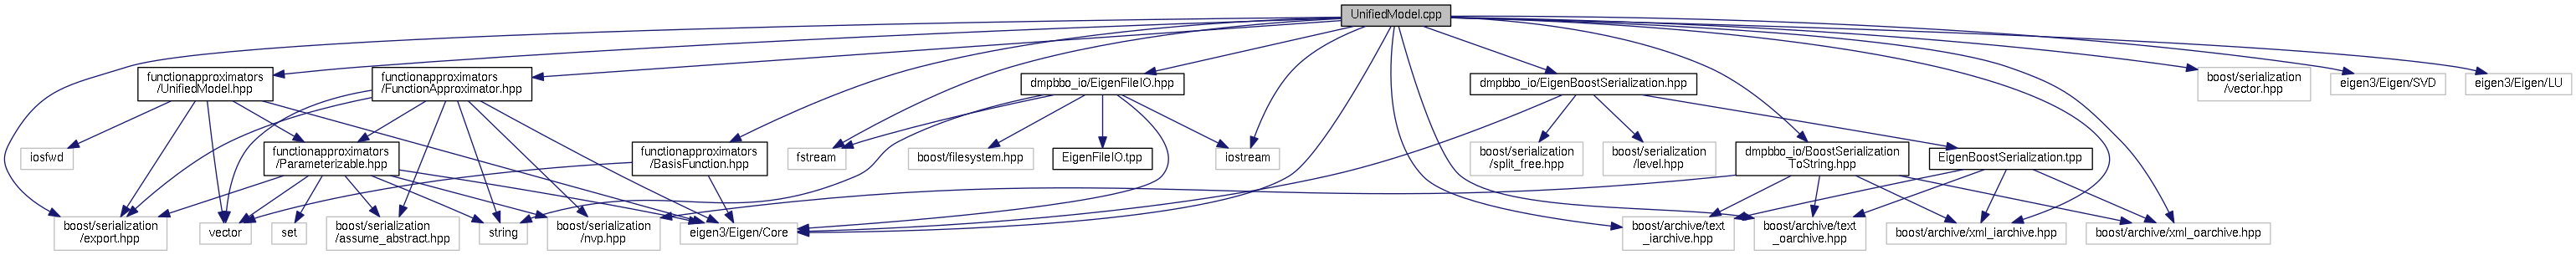 UnifiedModel.cpp
functionapproximators
/UnifiedModel.hpp
functionapproximators
/FunctionApproximator.hpp
dmpbbo_io/EigenFileIO.hpp
dmpbbo_io/EigenBoostSerialization.hpp
boost/serialization
/vector.hpp
eigen3/Eigen/SVD
eigen3/Eigen/LU
iosfwd
functionapproximators
/Parameterizable.hpp
functionapproximators
/BasisFunction.hpp
fstream
boost/filesystem.hpp
EigenFileIO.tpp
iostream
boost/serialization
/split_free.hpp
boost/serialization
/level.hpp
dmpbbo_io/BoostSerialization
ToString.hpp
EigenBoostSerialization.tpp
boost/serialization
/export.hpp
vector
set
boost/serialization
/assume_abstract.hpp
string
boost/serialization
/nvp.hpp
eigen3/Eigen/Core
boost/archive/text
_iarchive.hpp
boost/archive/text
_oarchive.hpp
boost/archive/xml_iarchive.hpp
boost/archive/xml_oarchive.hpp